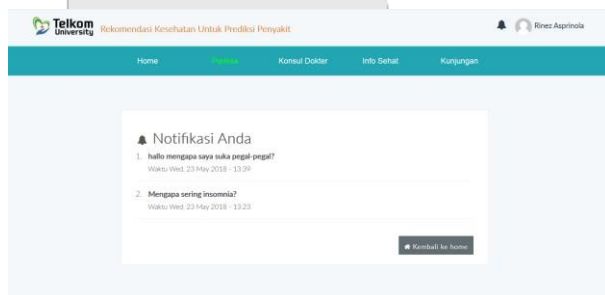 Telkom
University
Rekomendasi Kesehatan Untuk Prediksi Penyakit
Rinez Asprinola
Home Periksa Konsul Dokter Info Sehat Kunjungan
Notifikasi Anda
1. hallo mengapa saya suka pegal-pegal?
Waktu Wed, 23 May 2018 - 13:39
2. Mengapa sering insomnia?
Waktu Wed, 23 May 2018 - 13:23
Kembali ke home